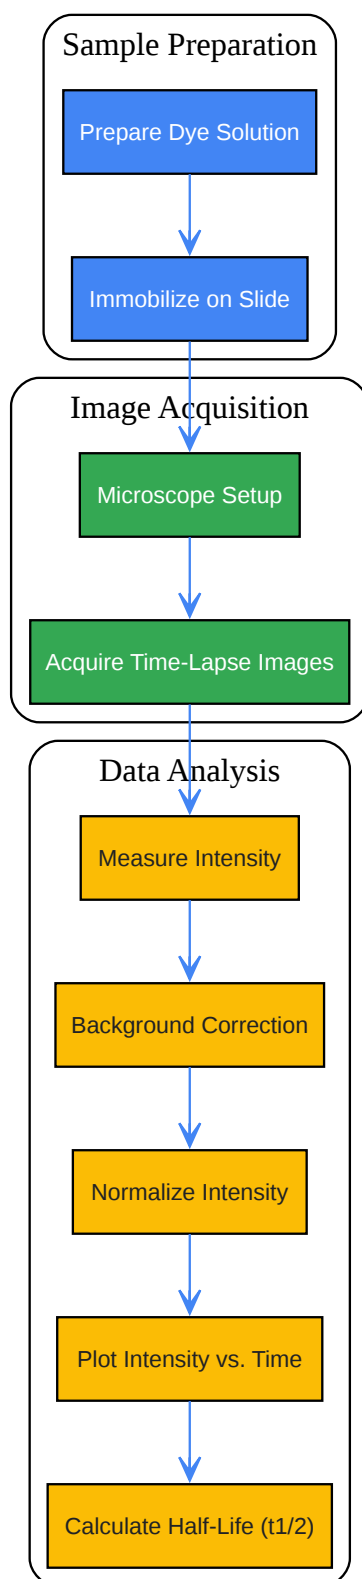 Sample Preparation
Prepare Dye Solution
Immobilize on Slide
Image Acquisition
Microscope Setup
Acquire Time-Lapse Images
Data Analysis
Measure Intensity
Background Correction
Normalize Intensity
Plot Intensity vs. Time
Calculate Half-Life (t1/2)